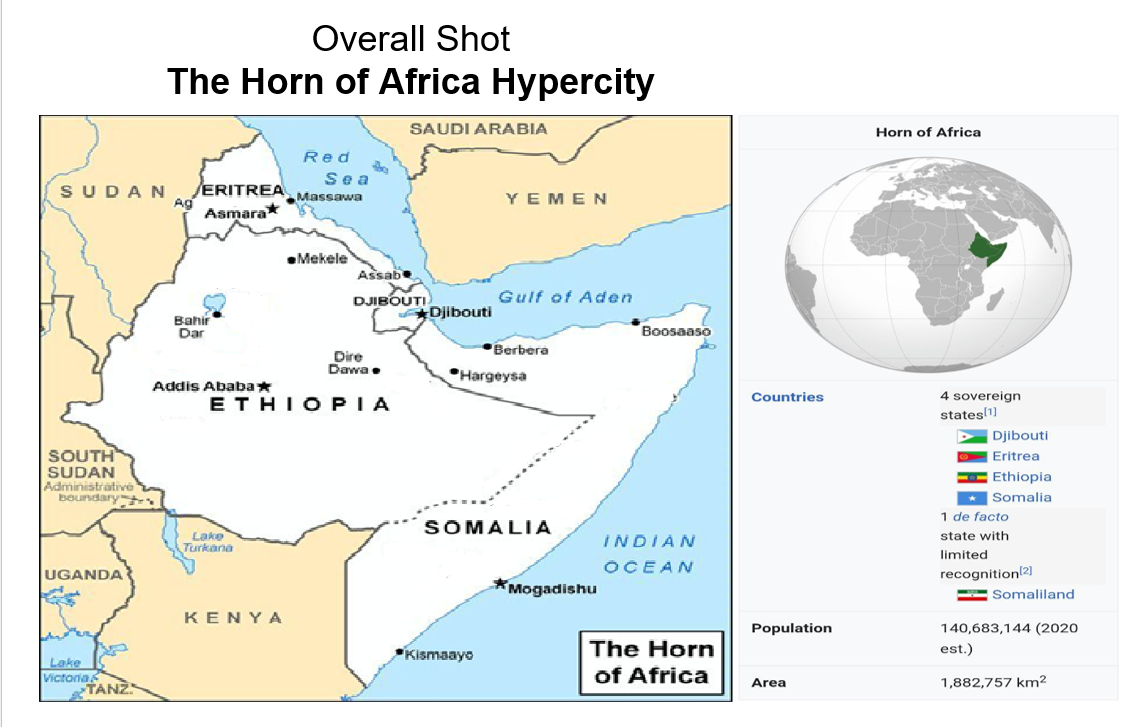 Overall Shot
The Horn of Africa Hypercity
SAUDI ARABIA
Red
Sea
SUDAN
ERITREA
Massawa
YEMEN
Ag
Asmara
Mekele
Assab
DJIBOUTI
Djibouti
Gulf of Aden
Bahir
Dar
Boosaaso
Berbera
Dire
Dawa
Hargeysa
Addis Ababa
ETHIOPIA
SOUTH
SUDAN
Administrative
boundary
SOMALIA
Lake
Turkana
INDIAN
OCEAN
UGANDA
Mogadishu
KENYA
Kismaayo
Lake
Victoria
TANZ.
The Horn
of Africa
Horn of Africa
Countries
4 sovereign
states[1]
Djibouti
Eritrea
Ethiopia
Somalia
1 de facto
state with
limited
recognition[2]
Somaliland
Population
140,683,144 (2020
est.)
Area
1,882,757 km²